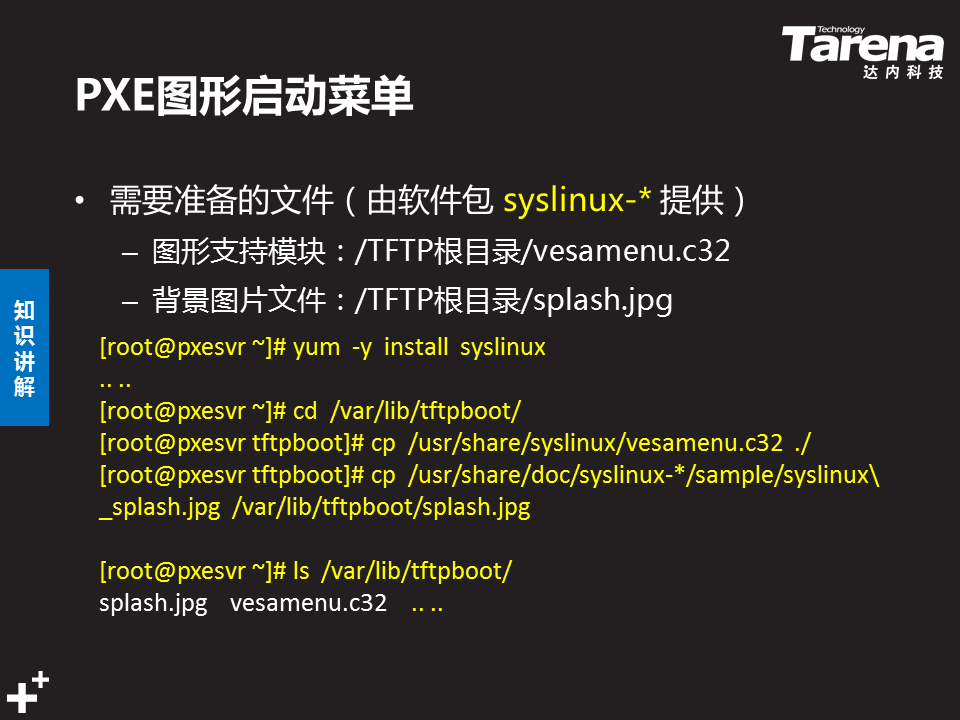 Technology
Tarena
达内科技
PXE图形启动菜单
• 需要准备的文件（由软件包 syslinux-* 提供）
– 图形支持模块：/TFTP根目录/vesamenu.c32
– 背景图片文件：/TFTP根目录/splash.jpg
知
识
讲
解
[root@pxesvr ~]# yum -y install syslinux
.. ..
[root@pxesvr ~]# cd /var/lib/tftpboot/
[root@pxesvr tftpboot]# cp /usr/share/syslinux/vesamenu.c32 ./
[root@pxesvr tftpboot]# cp /usr/share/doc/syslinux-*/sample/syslinux\
_splash.jpg /var/lib/tftpboot/splash.jpg
[root@pxesvr ~]# ls /var/lib/tftpboot/
splash.jpg vesamenu.c32 .. ..